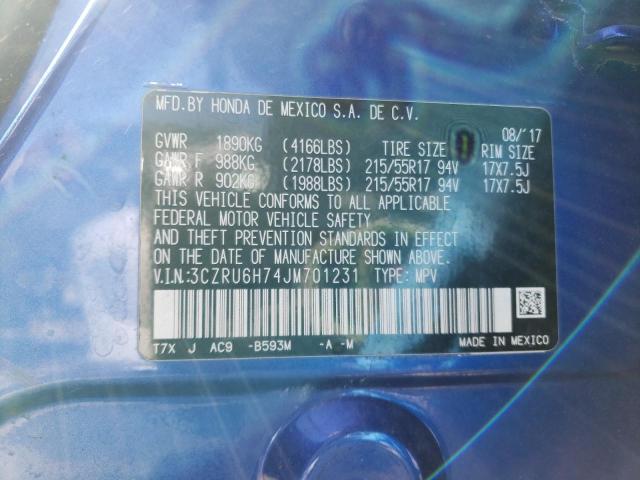 MFD.BY HONDA DE MEXICO S.A. DE C.V.
08/'17
GVWR 1890KG (4166LBS) TIRE SIZE RIM SIZE
GAWR F 988KG (2178LBS) 215/55R17 94V 17X7.5J
GAWR R 902KG (1988LBS) 215/55R17 94V 17X7.5J
THIS VEHICLE CONFORMS TO ALL APPLICABLE
FEDERAL MOTOR VEHICLE SAFETY
AND THEFT PREVENTION STANDARDS IN EFFECT
ON THE DATE OF MANUFACTURE SHOWN ABOVE.
V.I.N.:3CZRU6H74JM701231 TYPE: MPV
T7X J AC9 -B593M -A -M MADE IN MEXICO